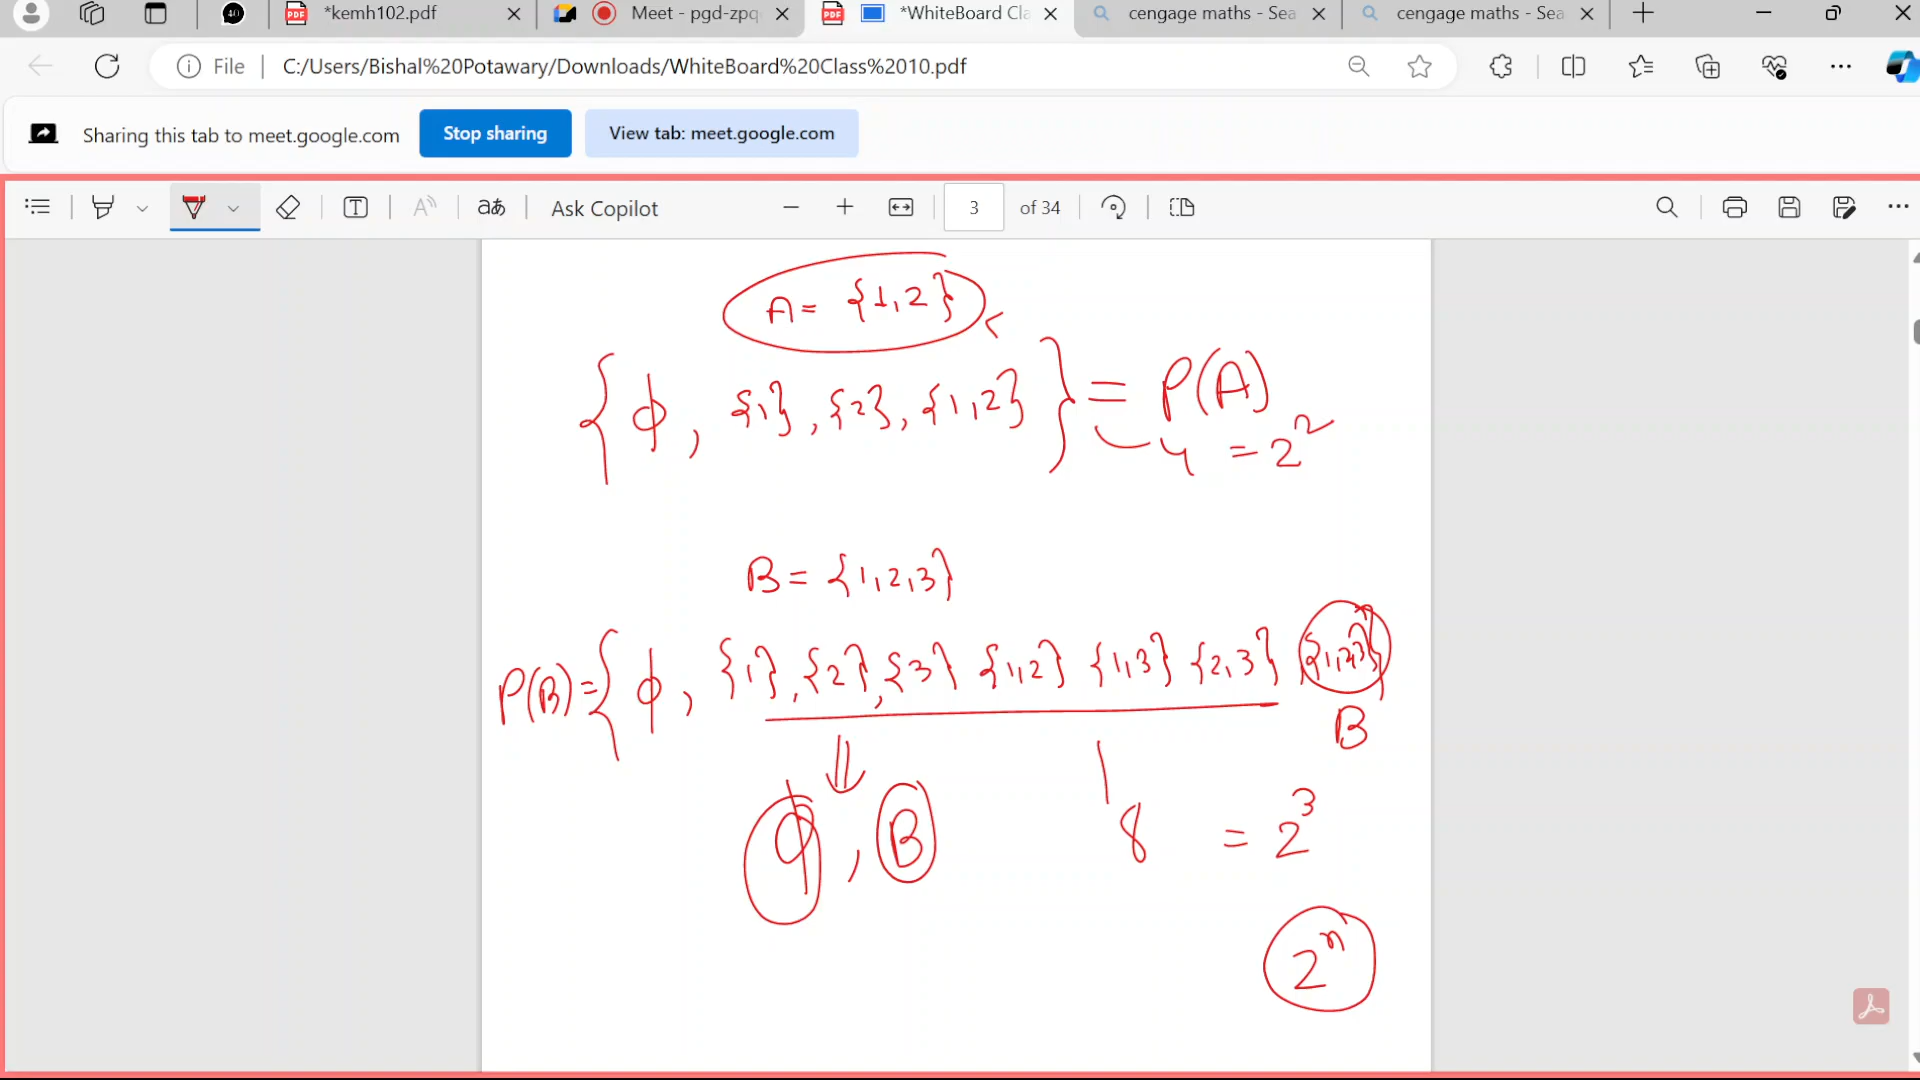 40 *kemh102.pdf Meet - pgd-zpq *WhiteBoard Cla cengage maths - Sea cengage maths - Sea
File C:/Users/Bishal%20Potawary/Downloads/WhiteBoard%20Class%2010.pdf
Sharing this tab to meet.google.com Stop sharing View tab: meet.google.com
aあ Ask Copilot 3 of 34
A = {1,2}
{ϕ, {1}, {2}, {1,2}} = P(A)
4 = 2²
B = {1,2,3}
P(B) = {ϕ, {1}, {2}, {3} {1,2} {1,3} {2,3} {1,2,3}}
B
ϕ, B 8 = 2³
2ⁿ